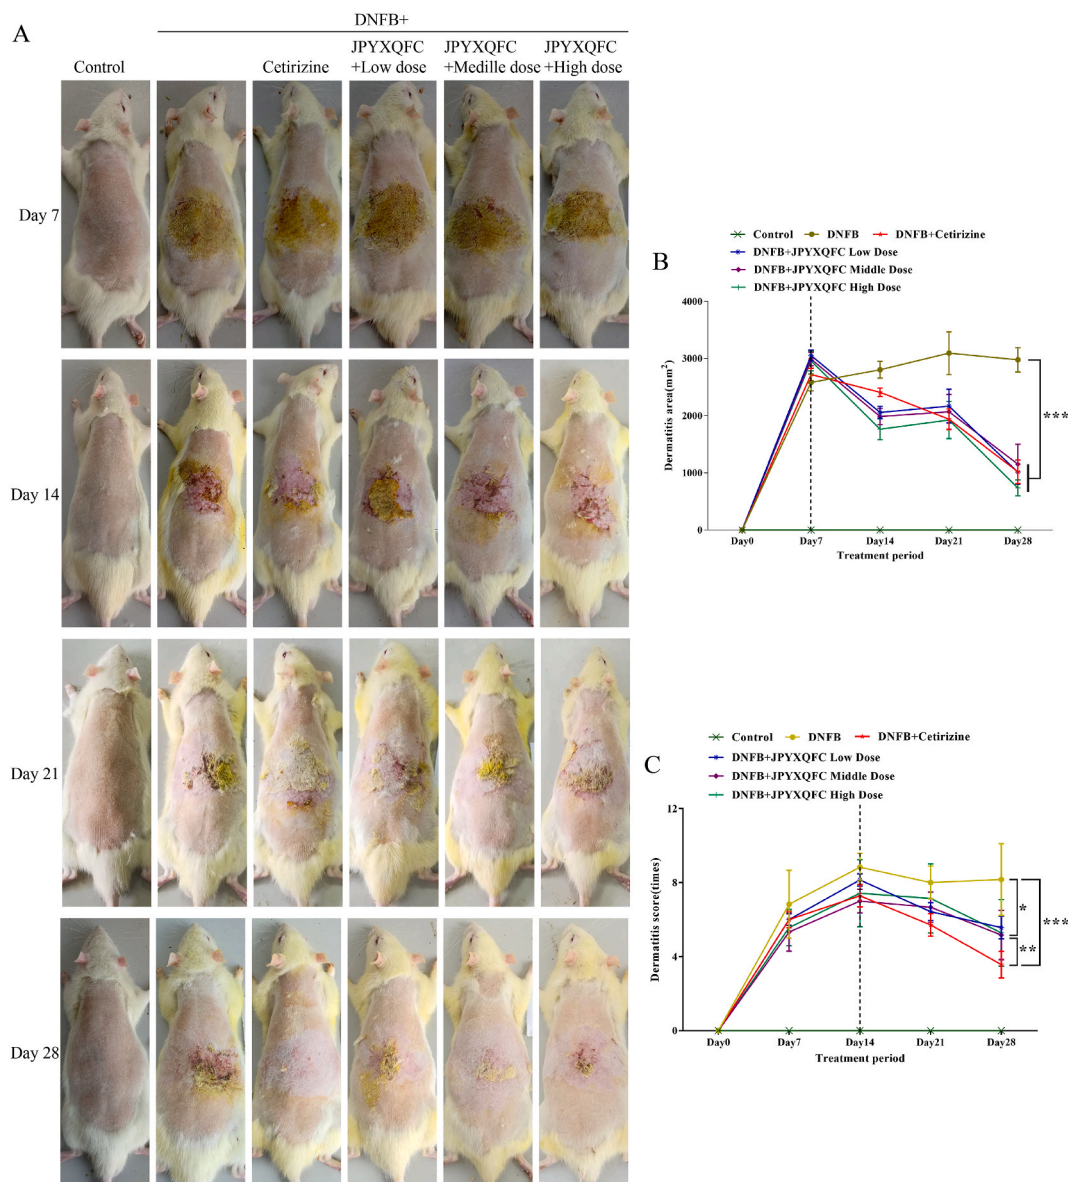 A
DNFB+
Control
Cetirizine
JPYXQFC
+Low dose
JPYXQFC
+Medille dose
JPYXQFC
+High dose
Day 7
Day 14
Day 21
Day 28
B
Control DNFB DNFB+Cetirizine
DNFB+JPYXQFC Low Dose
DNFB+JPYXQFC Middle Dose
DNFB+JPYXQFC High Dose
Dermatitis area(mm²)
4000
3000
2000
1000
0
***
Day0 Day7 Day14 Day21 Day28
Treatment period
C
Control DNFB DNFB+Cetirizine
DNFB+JPYXQFC Low Dose
DNFB+JPYXQFC Middle Dose
DNFB+JPYXQFC High Dose
Dermatitis score(times)
12
8
4
0
*
**
***
Day0 Day7 Day14 Day21 Day28
Treatment period